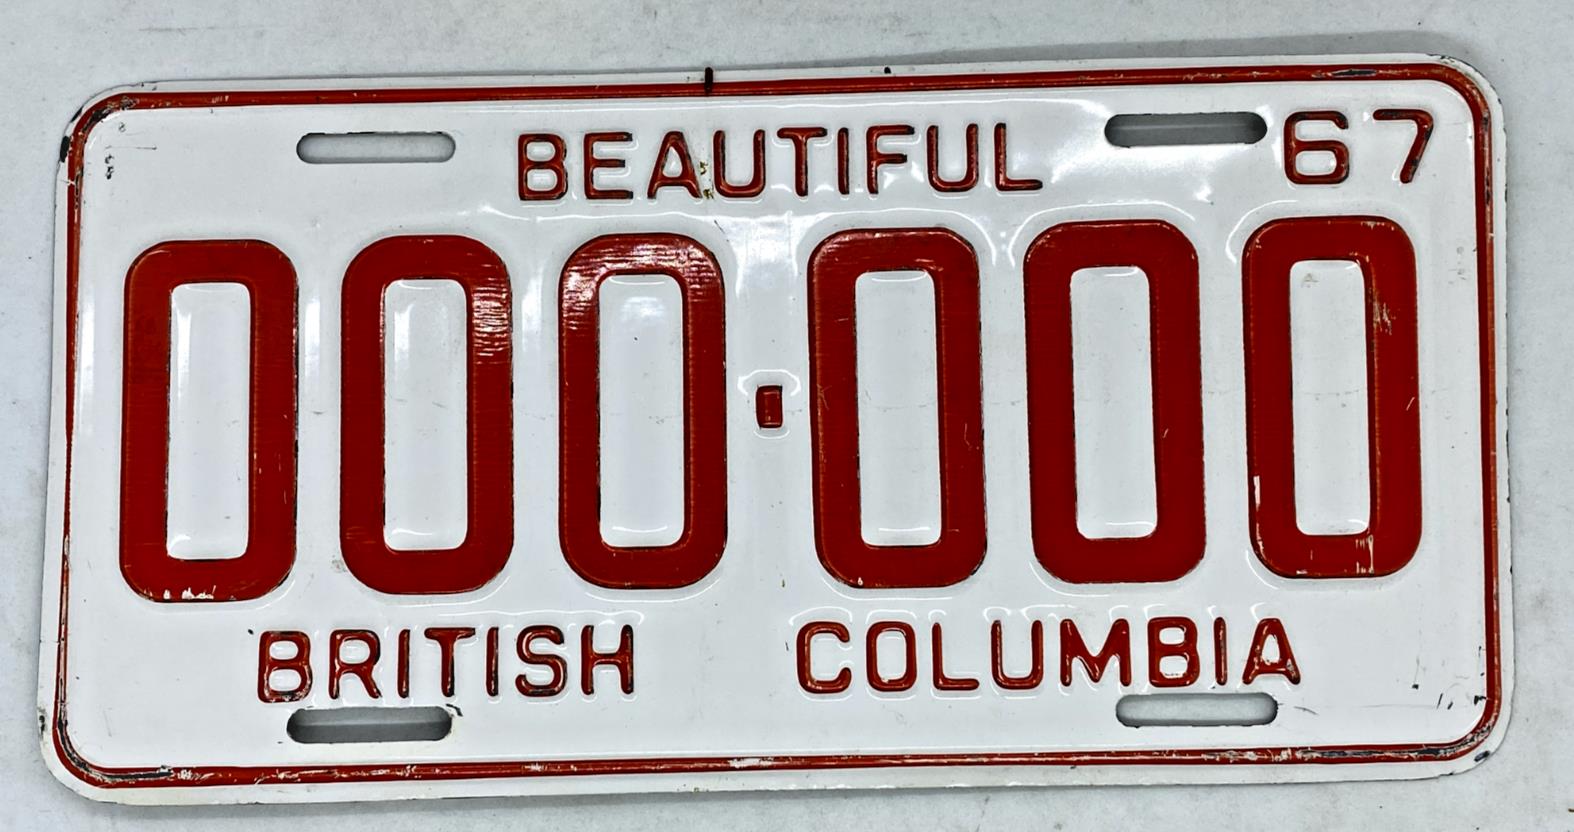 BEAUTIFUL 67
000-000
BRITISH COLUMBIA